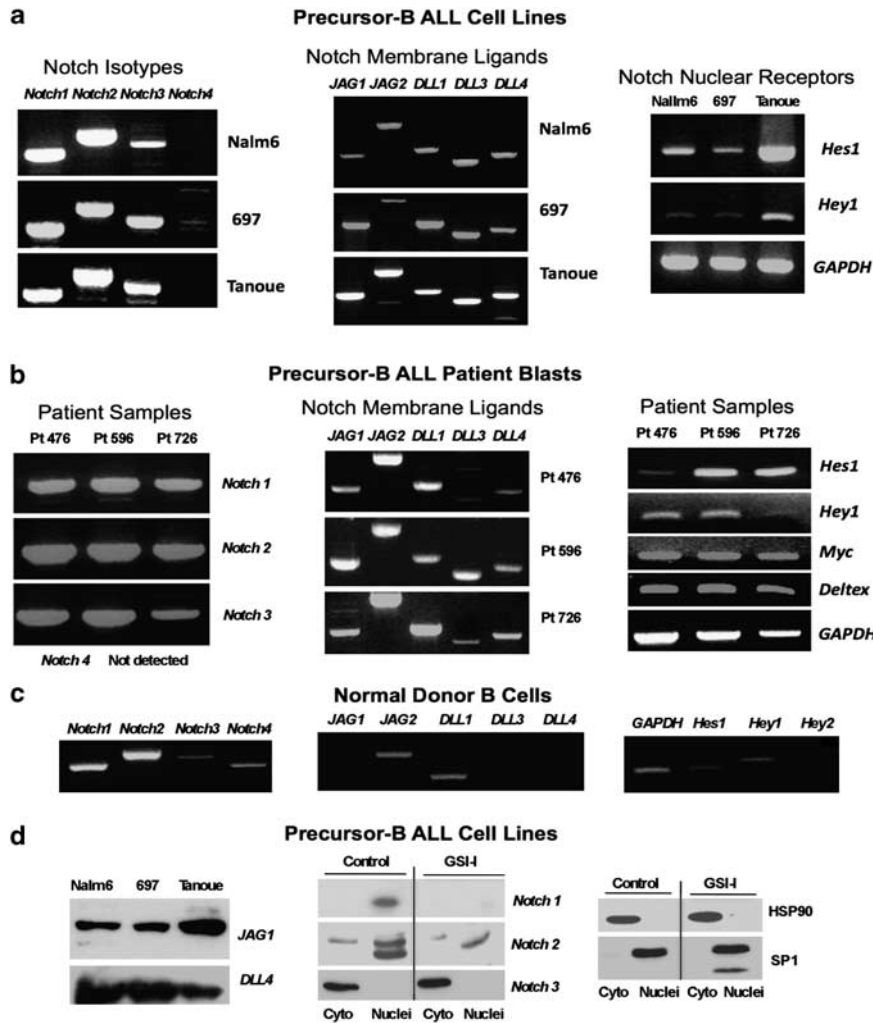 a
Precursor-B ALL Cell Lines
Notch Isotypes
Notch1 Notch2 Notch3 Notch4
Nalm6
697
Tanoue
Notch Membrane Ligands
JAG1 JAG2 DLL1 DLL3 DLL4
Nalm6
697
Tanoue
Notch Nuclear Receptors
Nallm6 697 Tanoue
Hes1
Hey1
GAPDH
b
Precursor-B ALL Patient Blasts
Patient Samples
Pt 476 Pt 596 Pt 726
Notch 1
Notch 2
Notch 3
Notch 4 Not detected
Notch Membrane Ligands
JAG1 JAG2 DLL1 DLL3 DLL4
Pt 476
Pt 596
Pt 726
Patient Samples
Pt 476 Pt 596 Pt 726
Hes1
Hey1
Myc
Deltex
GAPDH
c
Normal Donor B Cells
Notch1 Notch2 Notch3 Notch4
JAG1 JAG2 DLL1 DLL3 DLL4
GAPDH Hes1 Hey1 Hey2
d
Precursor-B ALL Cell Lines
Nalm6 697 Tanoue
JAG1
DLL4
Control GSI-I
Notch 1
Notch 2
Notch 3
Cyto Nuclei Cyto Nuclei
Control GSI-I
HSP90
SP1
Cyto Nuclei Cyto Nuclei